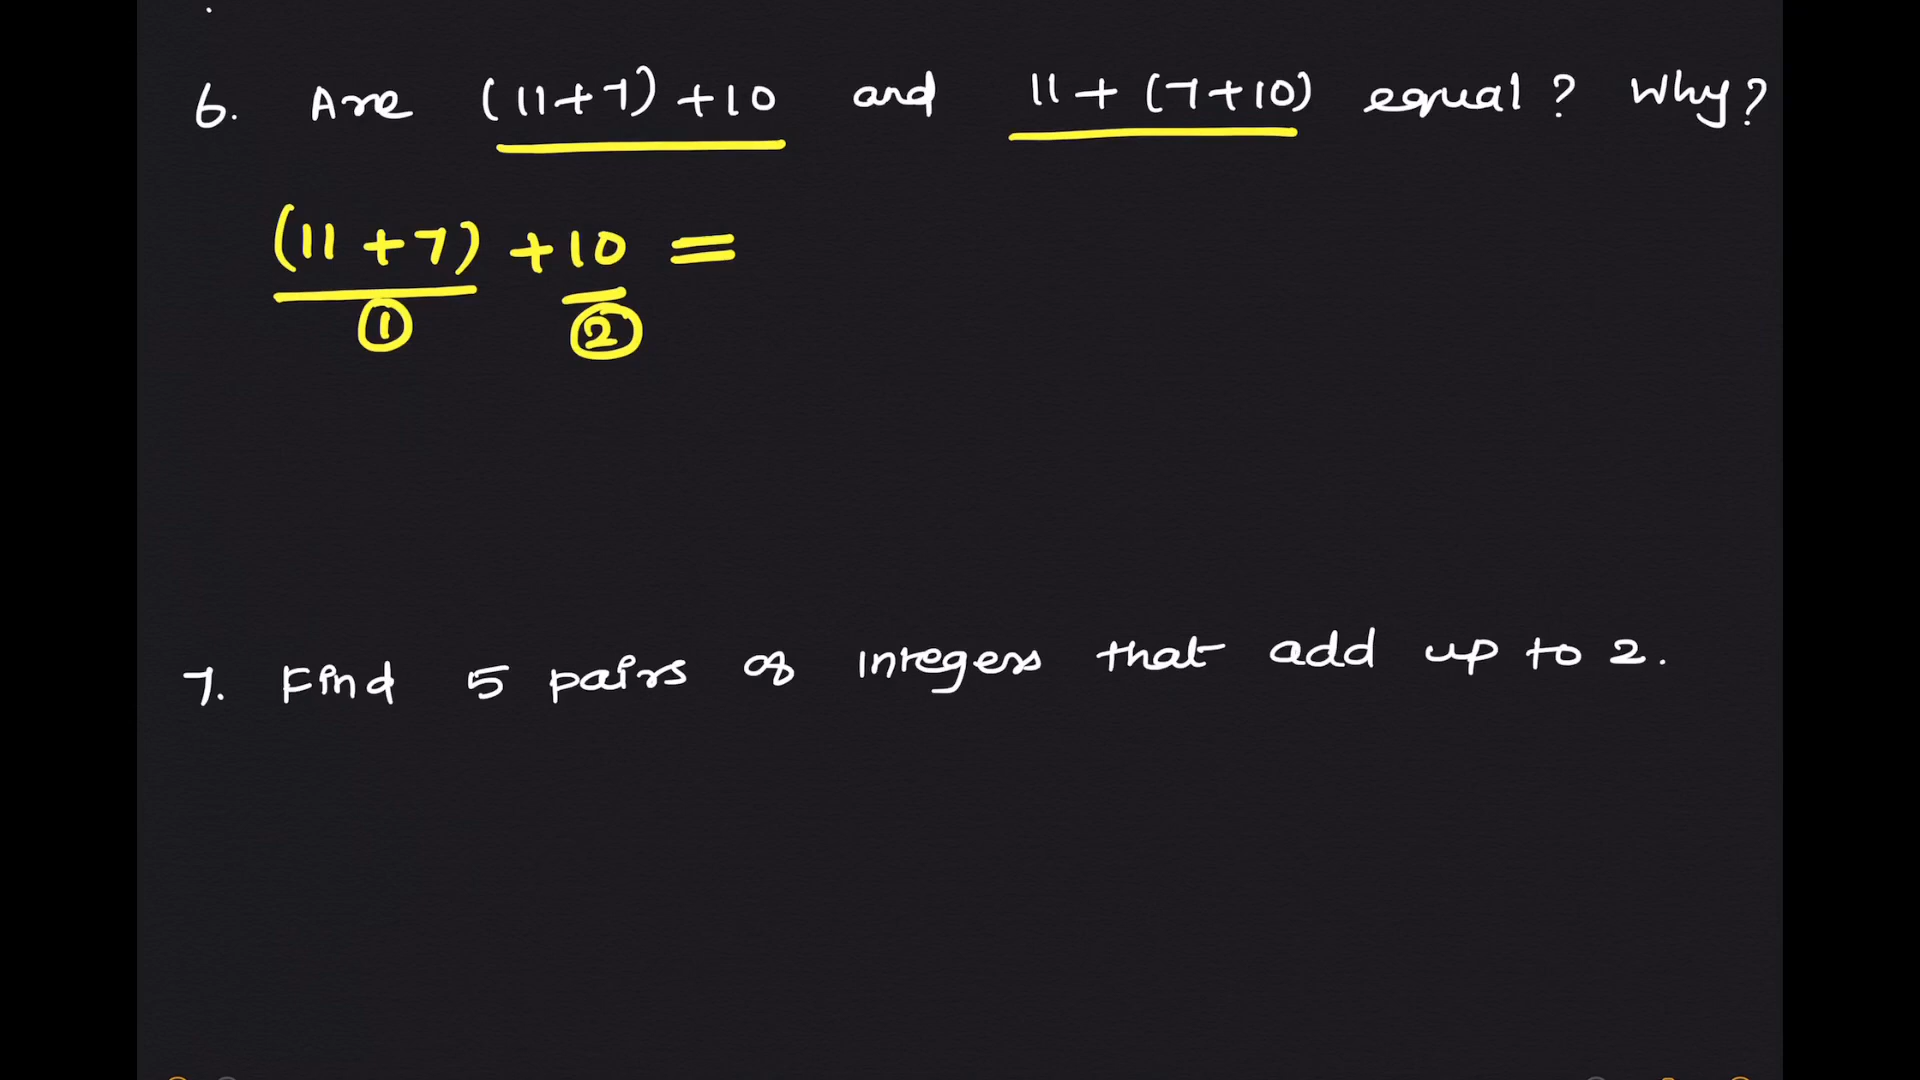 6. Are (11+7)+10 and 11+(7+10) equal? Why?
(11+7)+10=
① ②
7. Find 5 pairs of integers that add up to 2.